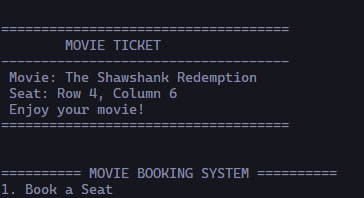 ====================================
        MOVIE TICKET
------------------------------------
 Movie: The Shawshank Redemption
 Seat: Row 4, Column 6
 Enjoy your movie!
====================================
========== MOVIE BOOKING SYSTEM ==========
1. Book a Seat